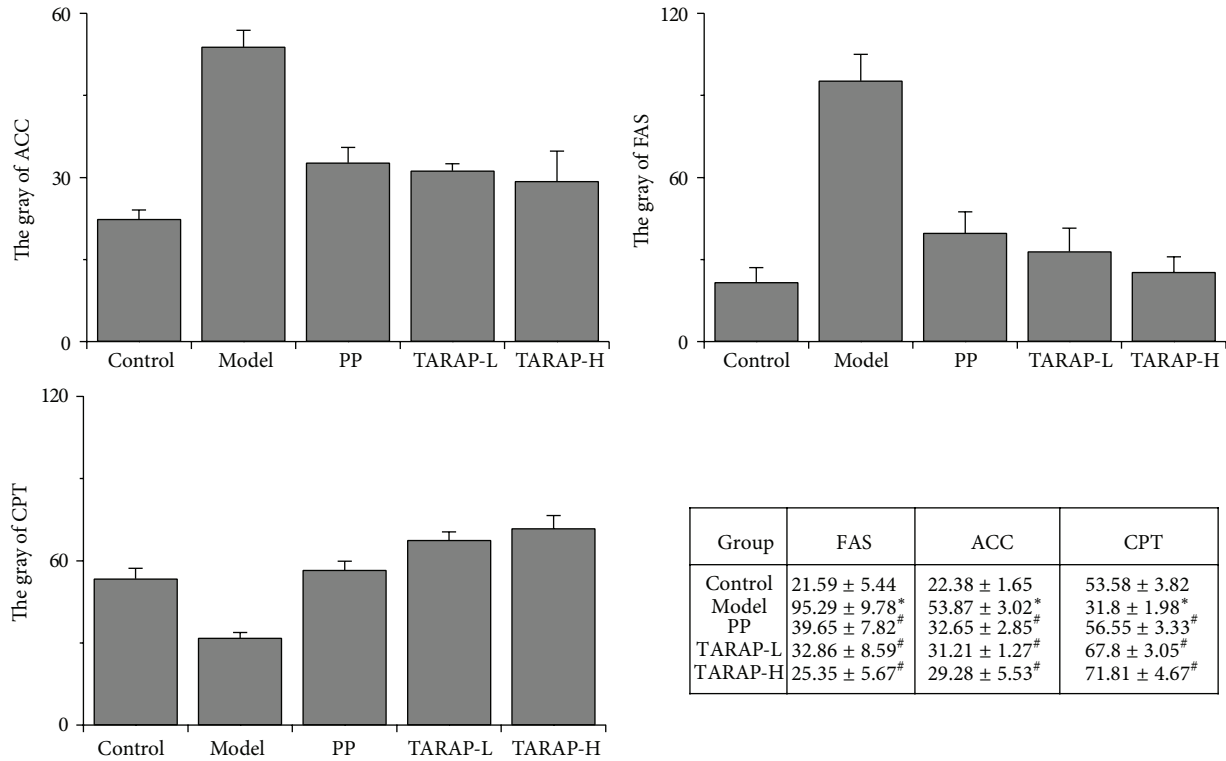 The gray of ACC
60
30
0
Control Model PP TARAP-L TARAP-H
The gray of FAS
120
60
0
Control Model PP TARAP-L TARAP-H
The gray of CPT
120
60
0
Control Model PP TARAP-L TARAP-H
Group FAS ACC CPT
Control 21.59 ± 5.44 22.38 ± 1.65 53.58 ± 3.82
Model 95.29 ± 9.78* 53.87 ± 3.02* 31.8 ± 1.98*
PP 39.65 ± 7.82# 32.65 ± 2.85# 56.55 ± 3.33#
TARAP-L 32.86 ± 8.59# 31.21 ± 1.27# 67.8 ± 3.05#
TARAP-H 25.35 ± 5.67# 29.28 ± 5.53# 71.81 ± 4.67#